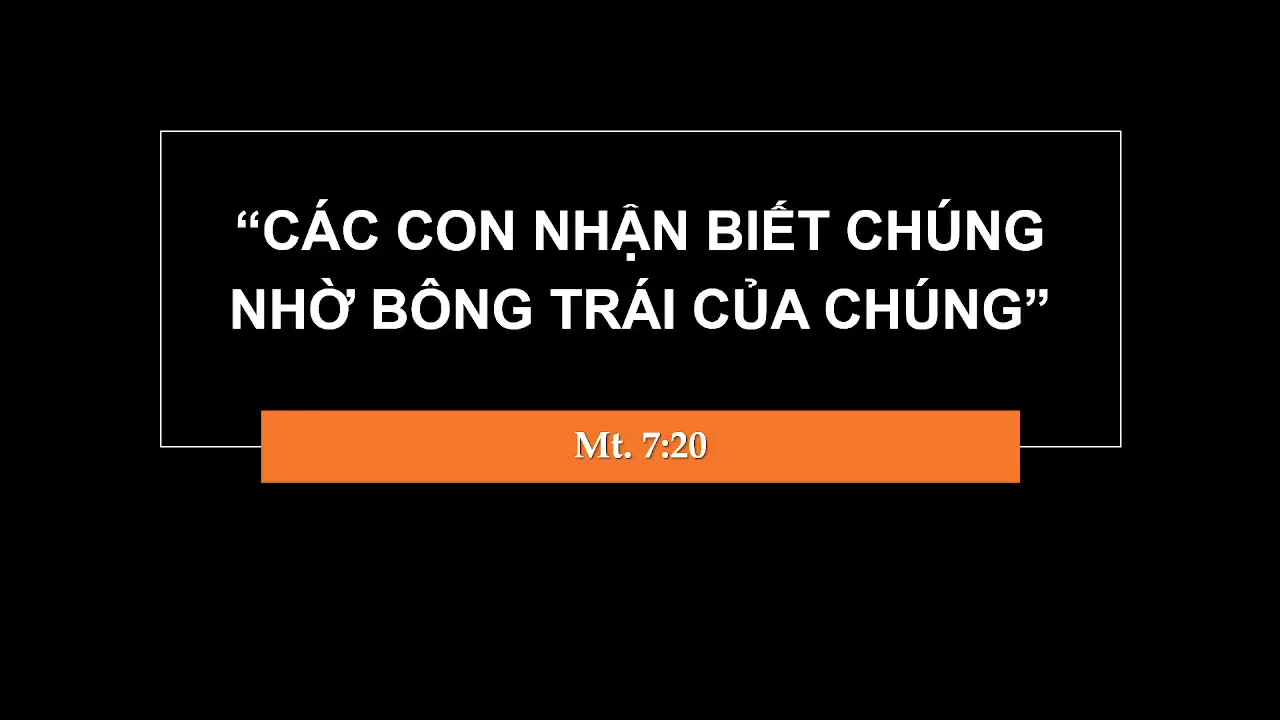 “CÁC CON NHẬN BIẾT CHÚNG
NHỜ BÔNG TRÁI CỦA CHÚNG”
Mt. 7:20